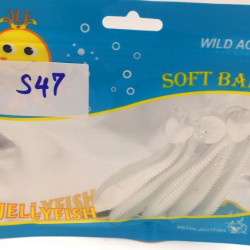 WILD AC
SOFT BA
S47
JELLYFISH